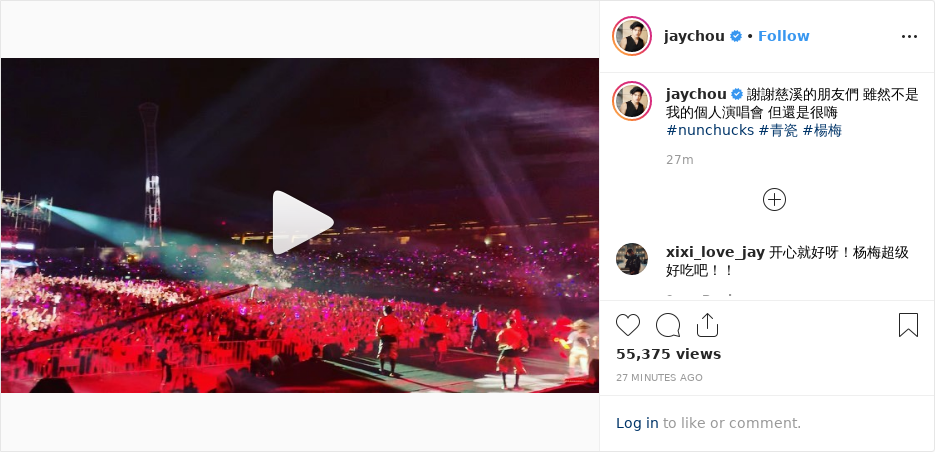 jaychou • Follow
jaychou 謝謝慈溪的朋友們 雖然不是
我的個人演唱會 但還是很嗨
#nunchucks #青瓷 #楊梅
27m
xixi_love_jay 开心就好呀！杨梅超级
好吃吧！！
55,375 views
27 MINUTES AGO
Log in to like or comment.